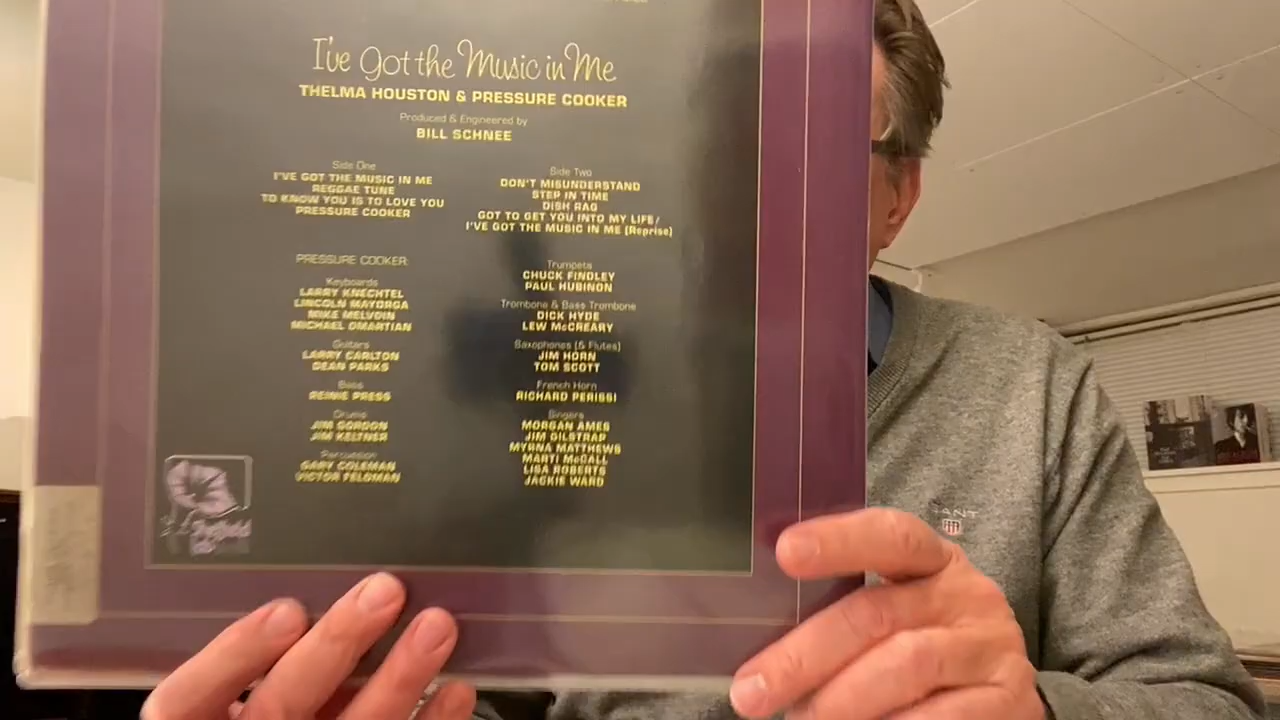 I've Got the Music in Me
THELMA HOUSTON & PRESSURE COOKER
Produced & Engineered by
BILL SCHNEE
Side One
I'VE GOT THE MUSIC IN ME
REGGAE TUNE
TO KNOW YOU IS TO LOVE YOU
PRESSURE COOKER
Side Two
DON'T MISUNDERSTAND
STEP IN TIME
DISH RAG
GOT TO GET YOU INTO MY LIFE/
I'VE GOT THE MUSIC IN ME (Reprise)
PRESSURE COOKER:
Keyboards
LARRY KNECHTEL
LINCOLN MAYORGA
MIKE MELVOIN
MICHAEL OMARTIAN
Guitars
LARRY CARLTON
DEAN PARKS
Bass
REINIE PRESS
Drums
JIM GORDON
JIM KELTNER
Percussion
GARY COLEMAN
VICTOR FELDMAN
Trumpets
CHUCK FINDLEY
PAUL HUBINON
Trombone & Bass Trombone
DICK HYDE
LEW McCREARY
Saxophones (& Flutes)
JIM HORN
TOM SCOTT
French Horn
RICHARD PERISSI
Singers
MORGAN AMES
JIM GILSTRAP
MYRNA MATTHEWS
MARTI McCALL
LISA ROBERTS
JACKIE WARD
GANT